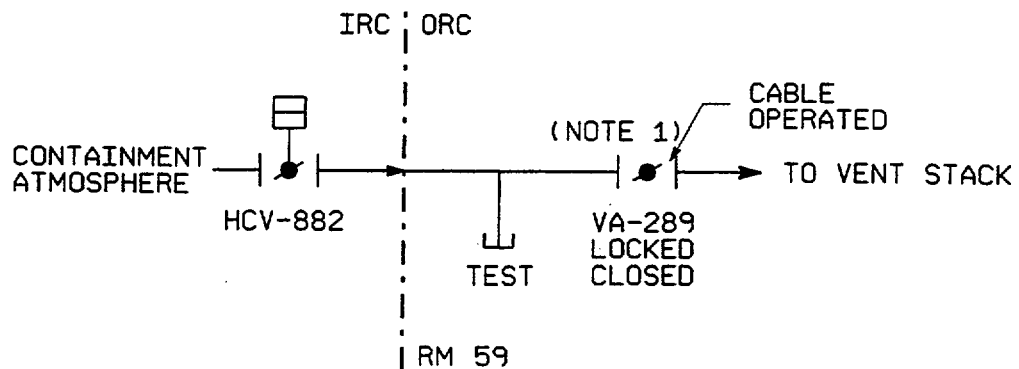 IRC ORC
CABLE
OPERATED
(NOTE 1)
CONTAINMENT
ATMOSPHERE
TO VENT STACK
HCV-882
VA-289
LOCKED
CLOSED
TEST
RM 59